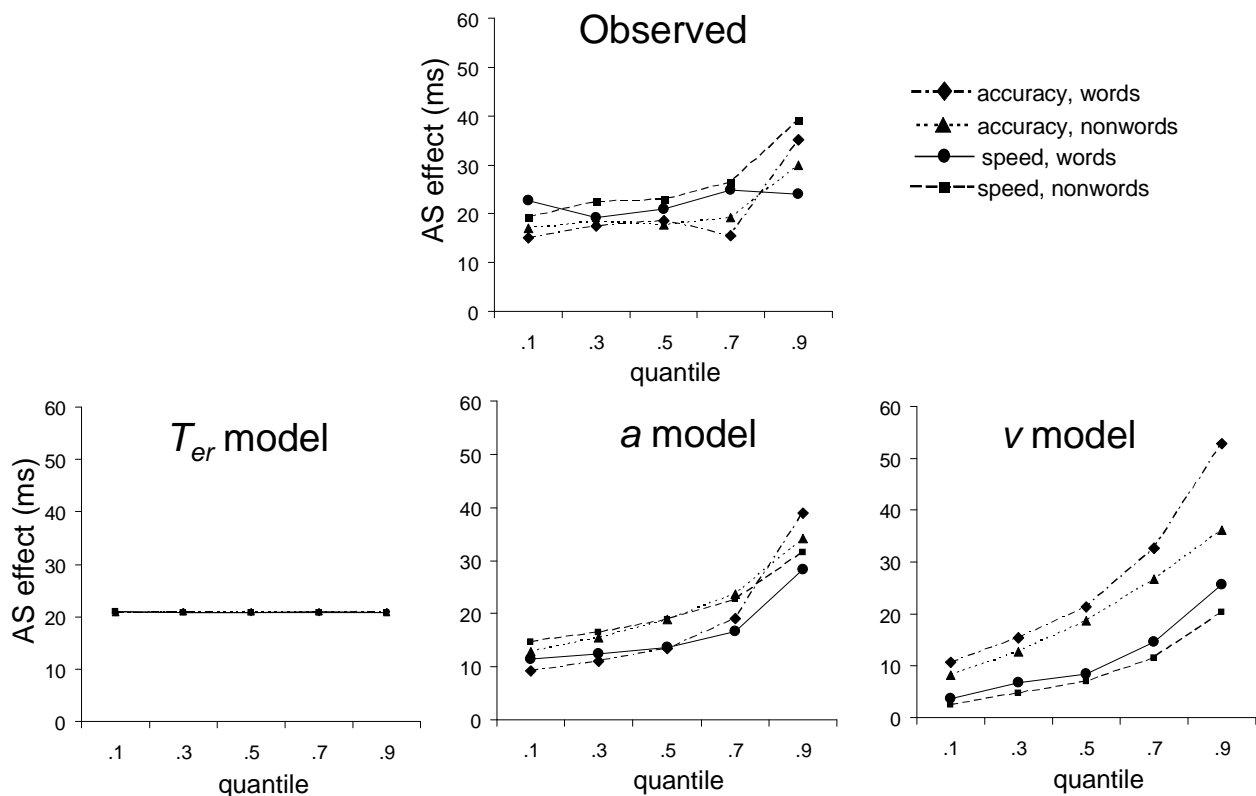 Observed
AS effect (ms)
60
50
40
30
20
10
0
.1 .3 .5 .7 .9
quantile
accuracy, words
accuracy, nonwords
speed, words
speed, nonwords
T_er model
AS effect (ms)
60
50
40
30
20
10
0
.1 .3 .5 .7 .9
quantile
a model
60
50
40
30
20
10
0
.1 .3 .5 .7 .9
quantile
v model
60
50
40
30
20
10
0
.1 .3 .5 .7 .9
quantile